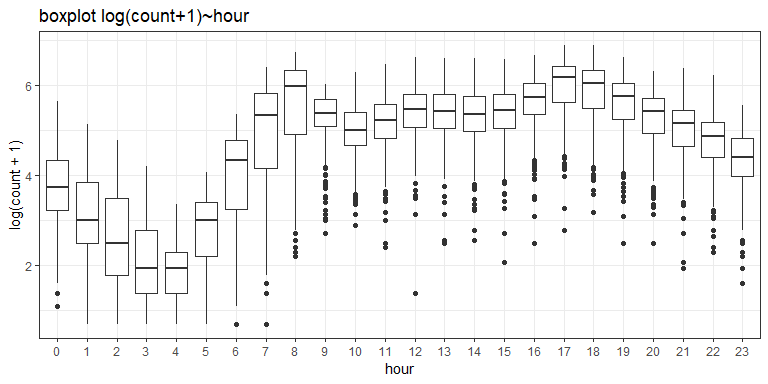 boxplot log(count+1)~hour
log(count + 1)
6
4
2
0 1 2 3 4 5 6 7 8 9 10 11 12 13 14 15 16 17 18 19 20 21 22 23
hour